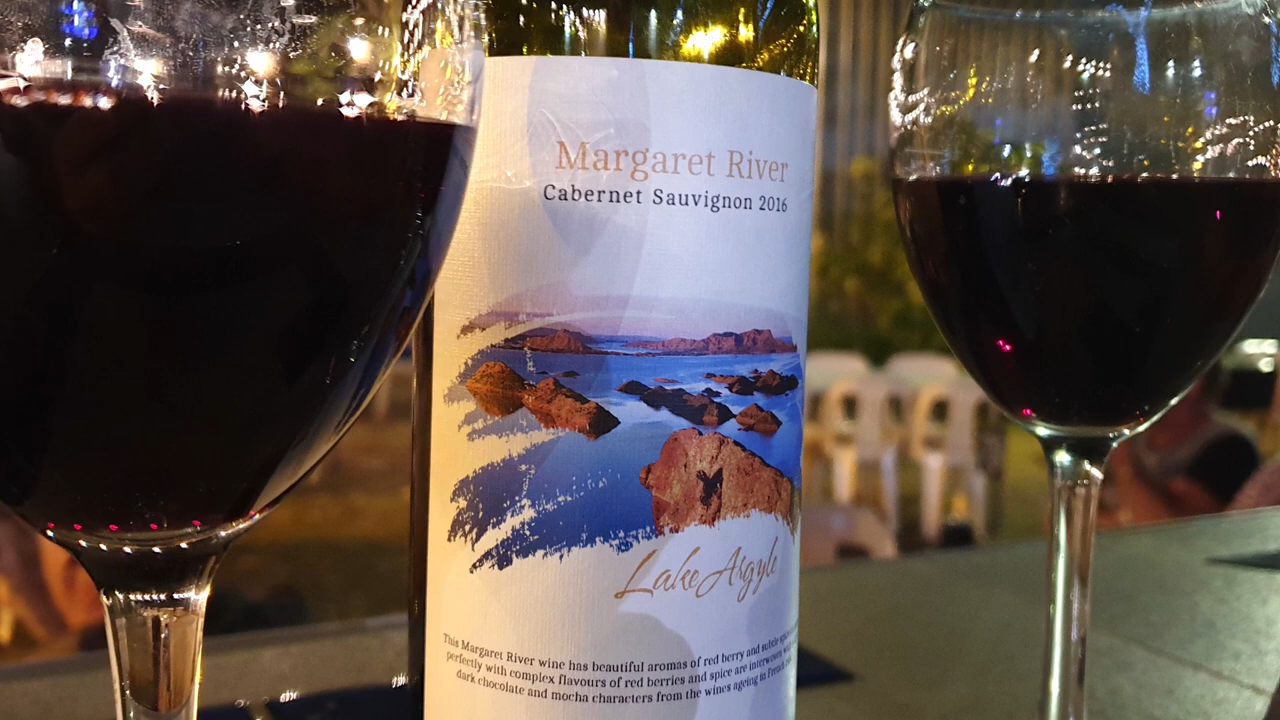 Margaret River
Cabernet Sauvignon 2016
Lake Argyle
This Margaret River wine has beautiful aromas of red berry and subtle
perfectly with complex flavours of red berries and spice are interwoven
dark chocolate and mocha characters from the wines ageing in French